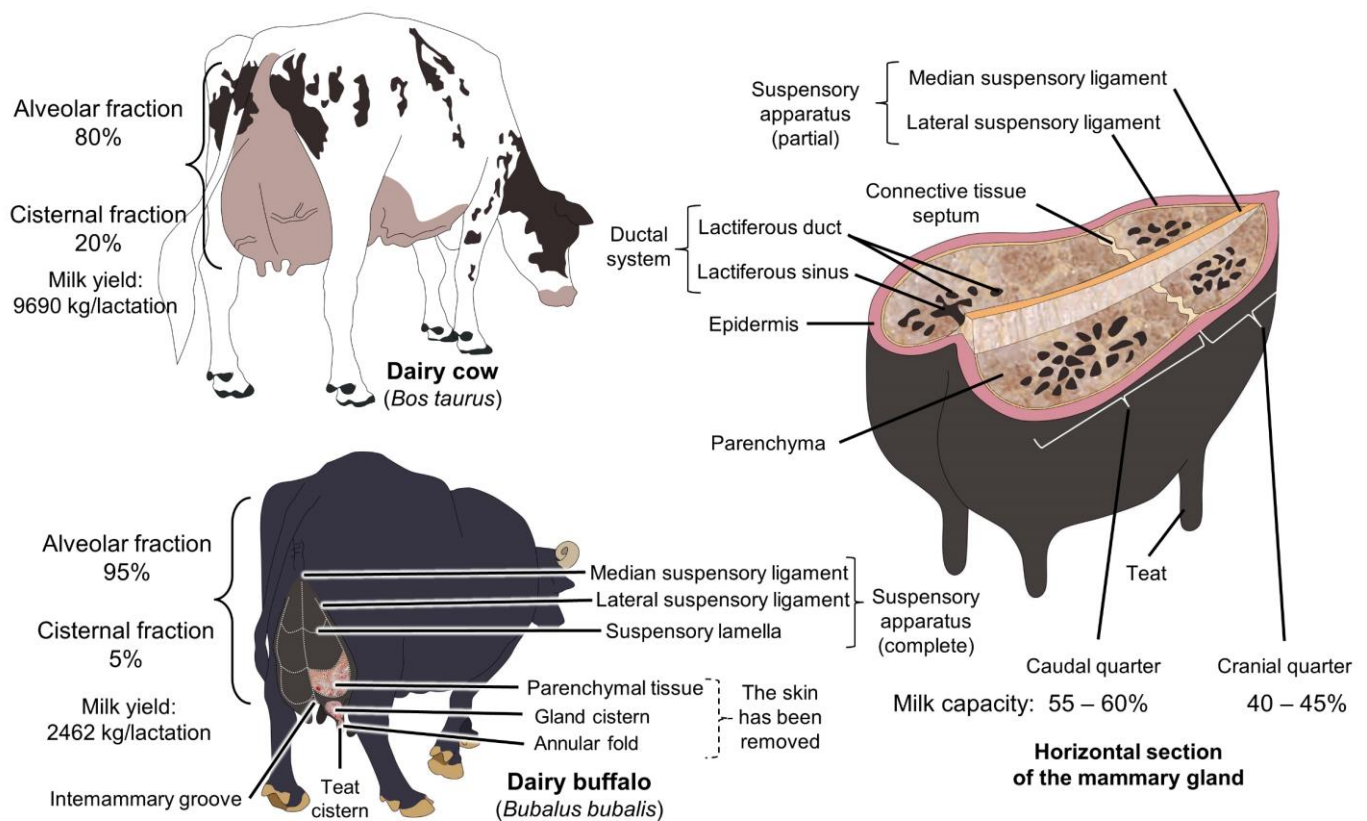 Alveolar fraction
80%
Cisternal fraction
20%
Milk yield:
9690 kg/lactation
Dairy cow
(Bos taurus)
Suspensory
apparatus
(partial)
Median suspensory ligament
Lateral suspensory ligament
Connective tissue
septum
Ductal
system
Lactiferous duct
Lactiferous sinus
Epidermis
Parenchyma
Teat
Caudal quarter
Cranial quarter
Milk capacity: 55 – 60%
40 – 45%
Horizontal section
of the mammary gland
Alveolar fraction
95%
Cisternal fraction
5%
Milk yield:
2462 kg/lactation
Median suspensory ligament
Lateral suspensory ligament
Suspensory lamella
Suspensory
apparatus
(complete)
Parenchymal tissue
Gland cistern
Annular fold
The skin
has been
removed
Intemammary groove
Teat
cistern
Dairy buffalo
(Bubalus bubalis)